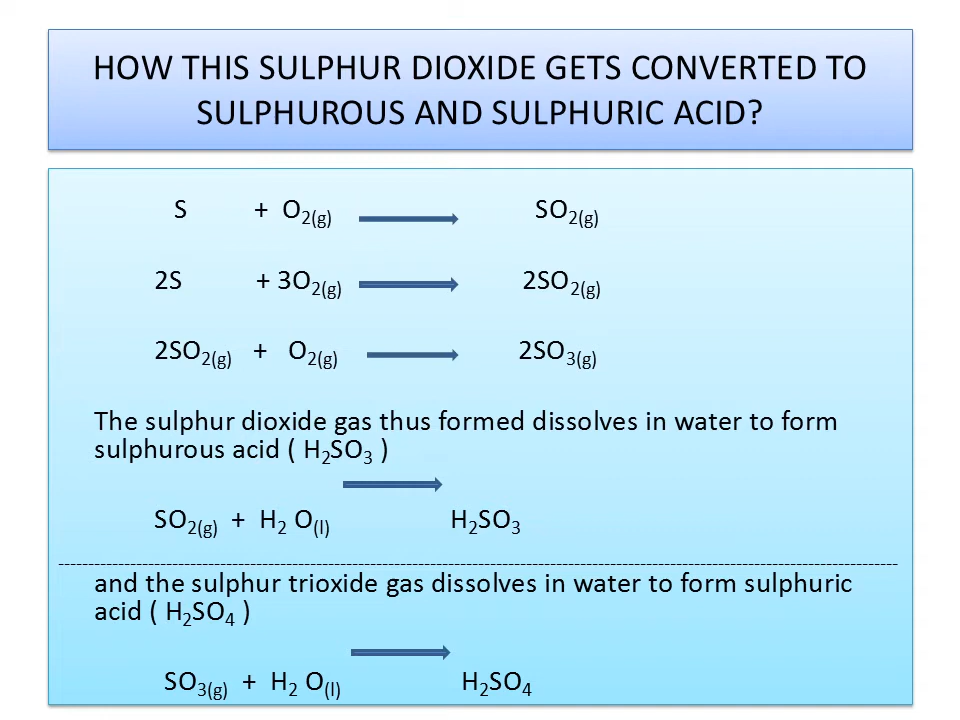 HOW THIS SULPHUR DIOXIDE GETS CONVERTED TO
SULPHUROUS AND SULPHURIC ACID?
S + O₂(g) → SO₂(g)
2S + 3O₂(g) → 2SO₂(g)
2SO₂(g) + O₂(g) → 2SO₃(g)
The sulphur dioxide gas thus formed dissolves in water to form
sulphurous acid ( H₂SO₃ )
SO₂(g) + H₂ O(l) → H₂SO₃
and the sulphur trioxide gas dissolves in water to form sulphuric
acid ( H₂SO₄ )
SO₃(g) + H₂ O(l) → H₂SO₄